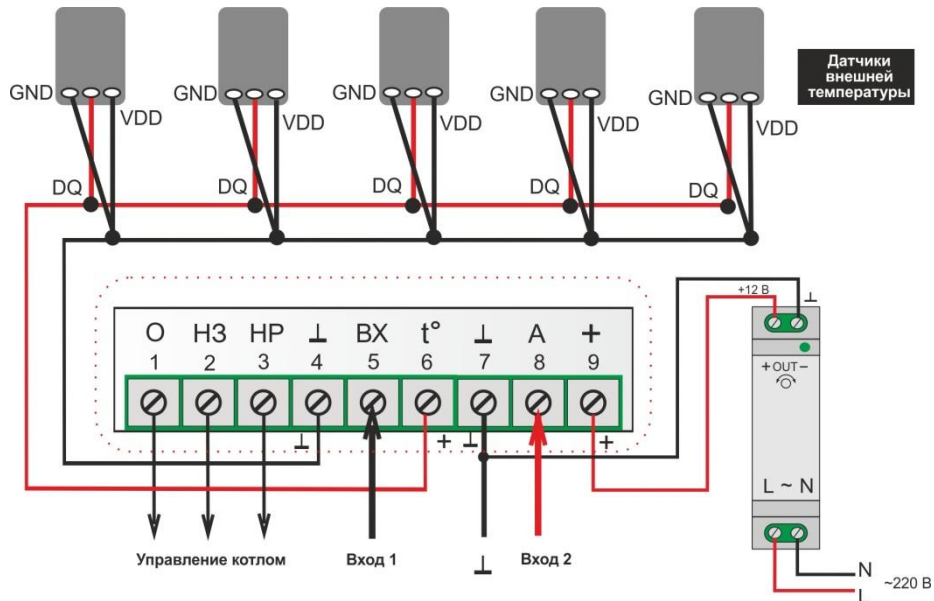 Датчики
внешней
температуры
GND GND GND GND GND
VDD VDD VDD VDD VDD
DQ DQ DQ DQ DQ
+12 В ⊥
О НЗ НР ⊥ ВХ t° ⊥ А +
1 2 3 4 5 6 7 8 9
⊥ + ⊥ +
+OUT−
L ~ N
Управление котлом Вход 1 ⊥ Вход 2
N
~220 В
L